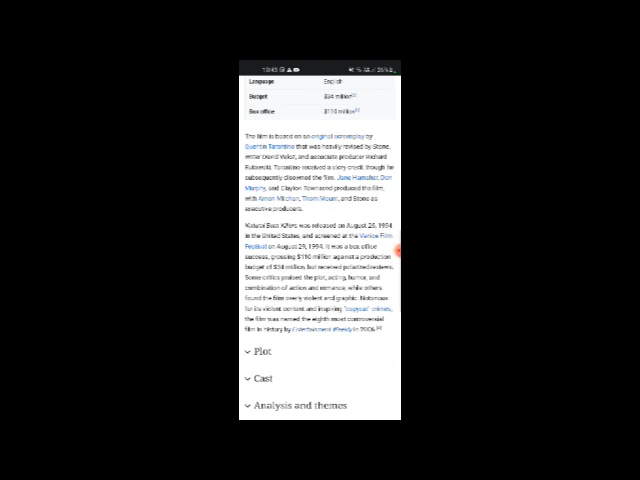 Language English
Budget $34 million[2]
Box office $110 million[2]
The film is based on an original screenplay by
Quentin Tarantino that was heavily revised by Stone,
writer David Veloz, and associate producer Richard
Rutowski. Tarantino received a story credit though he
subsequently disowned the film. Jane Hamsher, Don
Murphy, and Clayton Townsend produced the film,
with Arnon Milchan, Thom Mount, and Stone as
executive producers.
Natural Born Killers was released on August 26, 1994
in the United States, and screened at the Venice Film
Festival on August 29, 1994. It was a box office
success, grossing $110 million against a production
budget of $34 million, but received polarized reviews.
Some critics praised the plot, acting, humor, and
combination of action and romance, while others
found the film overly violent and graphic. Notorious
for its violent content and inspiring "copycat" crimes,
the film was named the eighth most controversial
film in history by Entertainment Weekly in 2006.
Plot
Cast
Analysis and themes